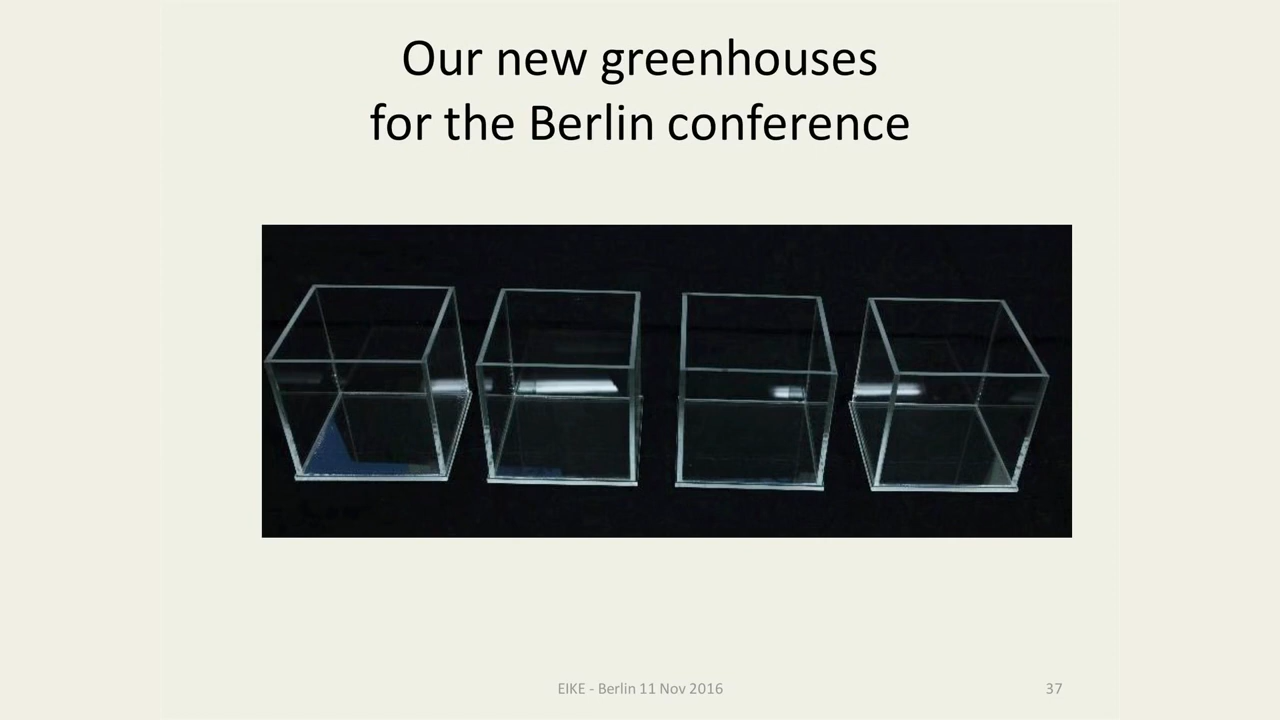 Our new greenhouses
for the Berlin conference
EIKE - Berlin 11 Nov 2016
37